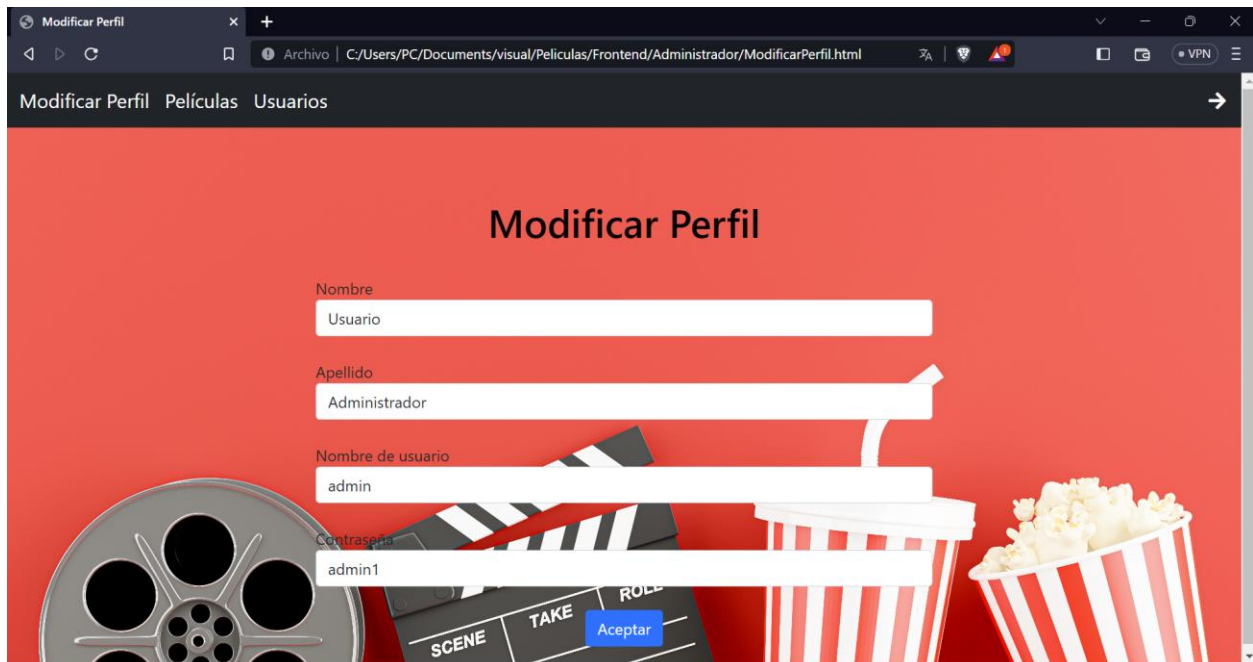 Modificar Perfil
Archivo C:/Users/PC/Documents/visual/Peliculas/Frontend/Administrador/ModificarPerfil.html 1 VPN
Modificar Perfil Películas Usuarios
Modificar Perfil
Nombre
Usuario
Apellido
Administrador
Nombre de usuario
admin
Contraseña
admin1
SCENE TAKE ROLL
Aceptar